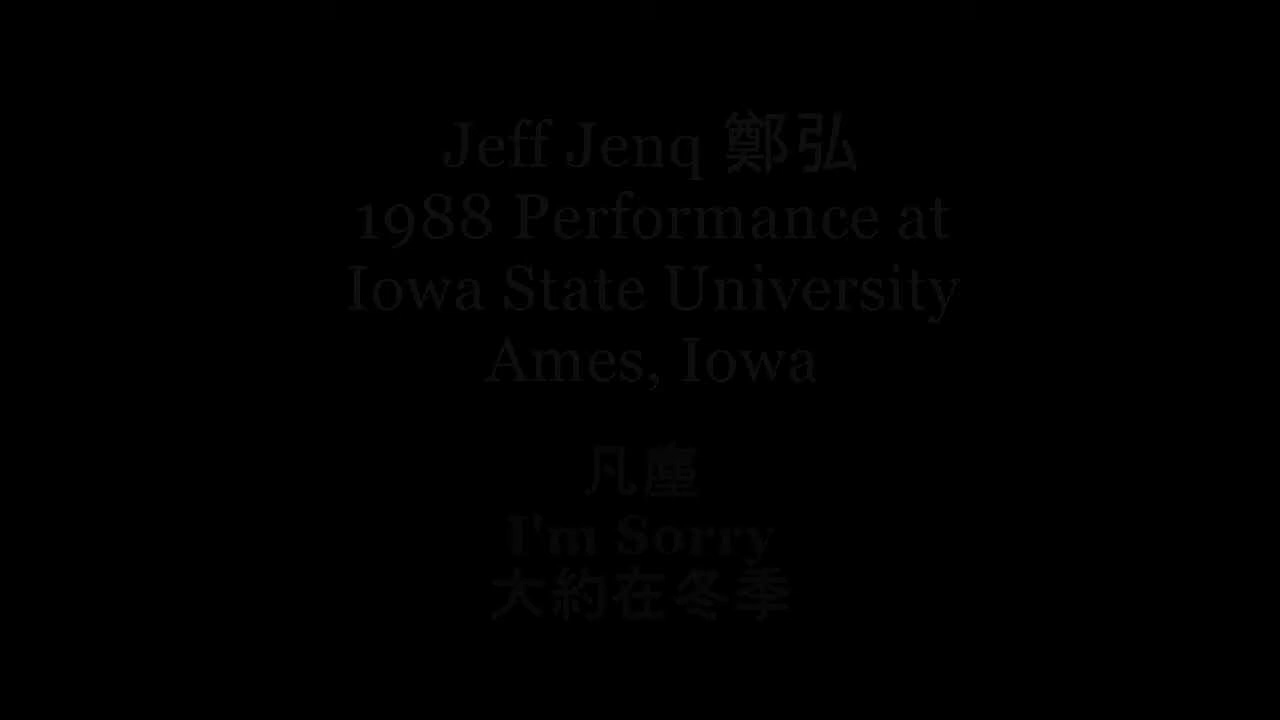 Jeff Jenq 鄭弘
1988 Performance at
Iowa State University
Ames, Iowa
凡塵
I'm Sorry
大約在冬季